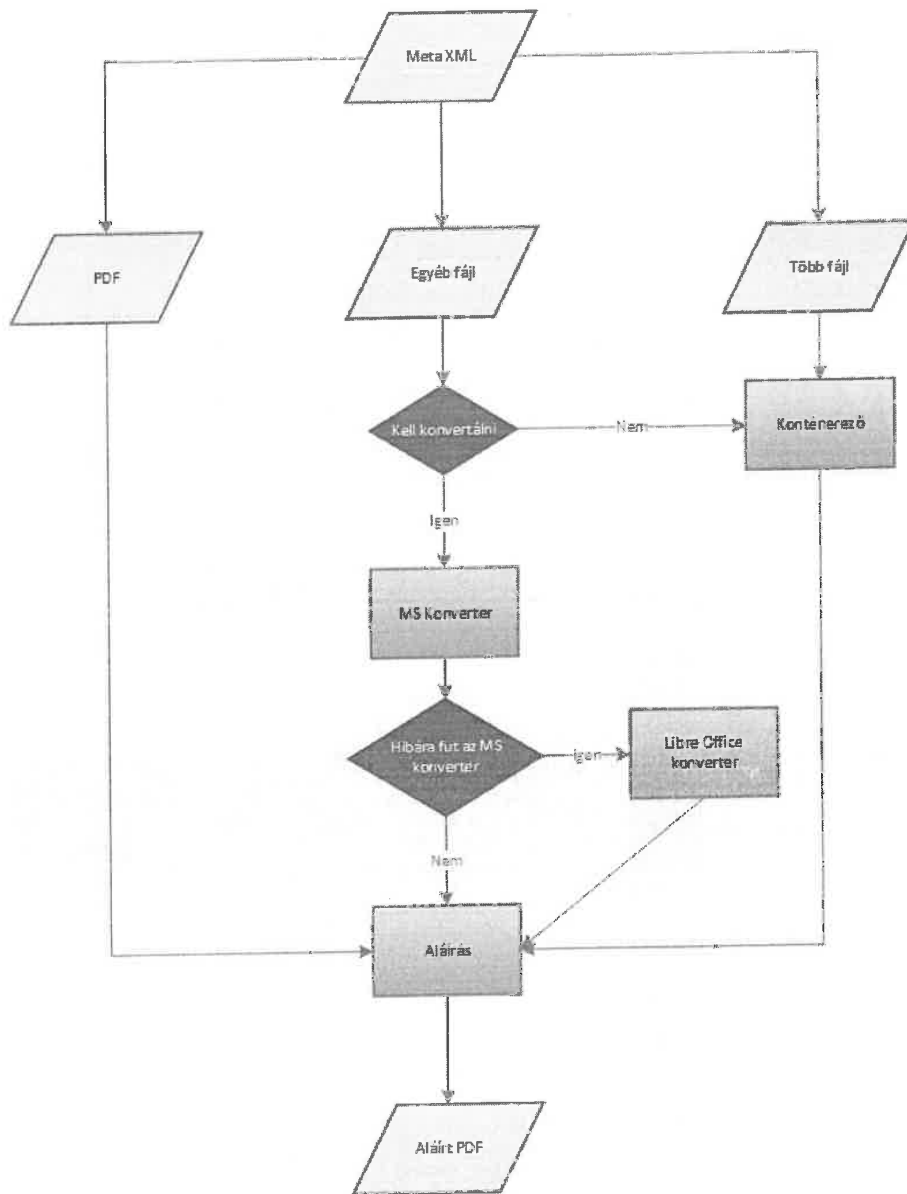 Meta XML
PDF
Egyéb fájl
Több fájl
Kell konvertálni
Nem
Konténerező
Igen
MS Konverter
Hibára fut az MS
konverter
Igen
Libre Office
konverter
Nem
Aláírás
Aláírt PDF